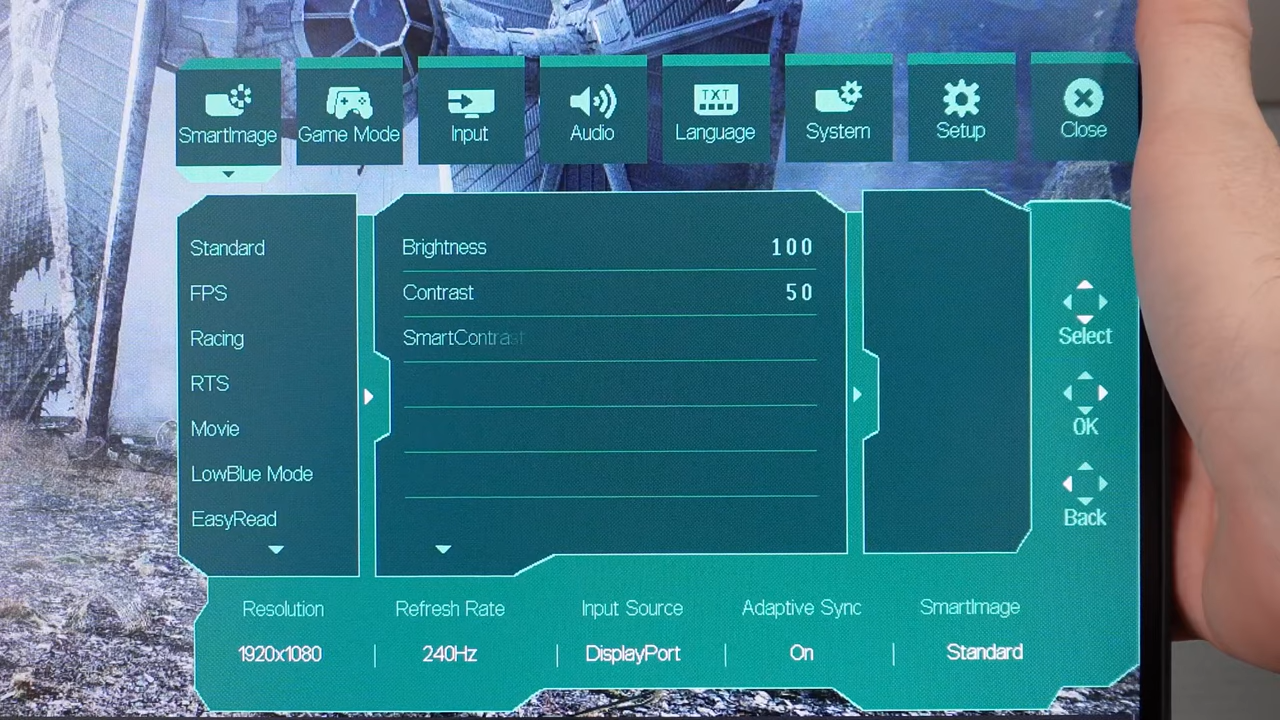 SmartImage
Game Mode
Input
Audio
TXT
Language
System
Setup
Close
Standard
FPS
Racing
RTS
Movie
LowBlue Mode
EasyRead
Brightness 100
Contrast 50
SmartContrast
Select
OK
Back
Resolution Refresh Rate Input Source Adaptive Sync SmartImage
1920x1080 240Hz DisplayPort On Standard